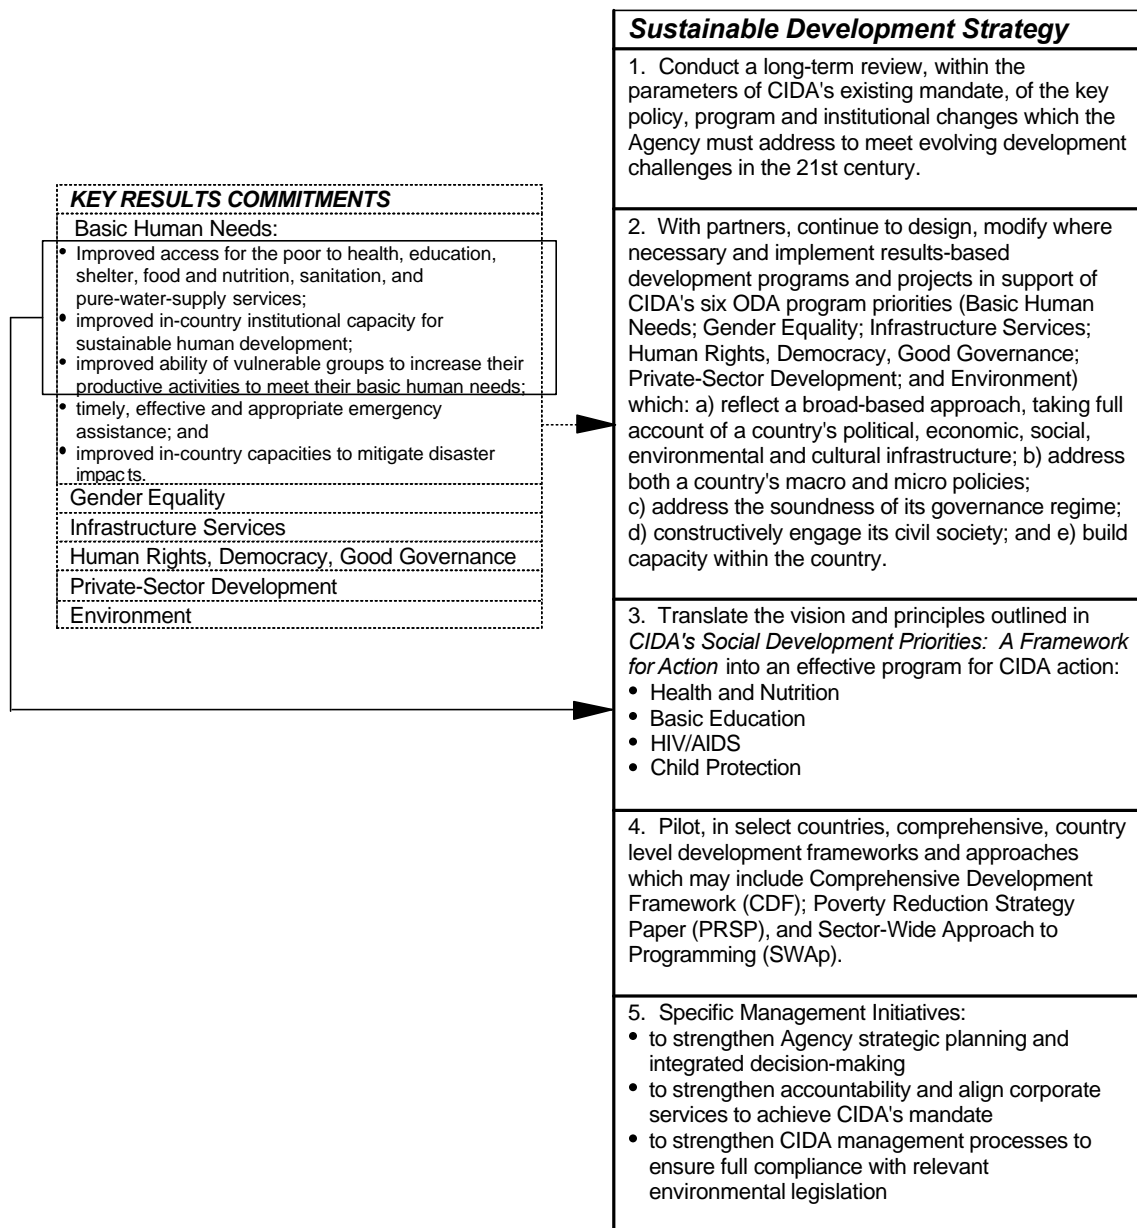 KEY RESULTS COMMITMENTS
Basic Human Needs:
• Improved access for the poor to health, education,
shelter, food and nutrition, sanitation, and
pure-water-supply services;
• improved in-country institutional capacity for
sustainable human development;
• improved ability of vulnerable groups to increase their
productive activities to meet their basic human needs;
• timely, effective and appropriate emergency
assistance; and
• improved in-country capacities to mitigate disaster
impacts.
Gender Equality
Infrastructure Services
Human Rights, Democracy, Good Governance
Private-Sector Development
Environment
Sustainable Development Strategy
1. Conduct a long-term review, within the
parameters of CIDA's existing mandate, of the key
policy, program and institutional changes which the
Agency must address to meet evolving development
challenges in the 21st century.
2. With partners, continue to design, modify where
necessary and implement results-based
development programs and projects in support of
CIDA's six ODA program priorities (Basic Human
Needs; Gender Equality; Infrastructure Services;
Human Rights, Democracy, Good Governance;
Private-Sector Development; and Environment)
which: a) reflect a broad-based approach, taking full
account of a country's political, economic, social,
environmental and cultural infrastructure; b) address
both a country's macro and micro policies;
c) address the soundness of its governance regime;
d) constructively engage its civil society; and e) build
capacity within the country.
3. Translate the vision and principles outlined in
CIDA's Social Development Priorities: A Framework
for Action into an effective program for CIDA action:
• Health and Nutrition
• Basic Education
• HIV/AIDS
• Child Protection
4. Pilot, in select countries, comprehensive, country
level development frameworks and approaches
which may include Comprehensive Development
Framework (CDF); Poverty Reduction Strategy
Paper (PRSP), and Sector-Wide Approach to
Programming (SWAp).
5. Specific Management Initiatives:
• to strengthen Agency strategic planning and
integrated decision-making
• to strengthen accountability and align corporate
services to achieve CIDA's mandate
• to strengthen CIDA management processes to
ensure full compliance with relevant
environmental legislation